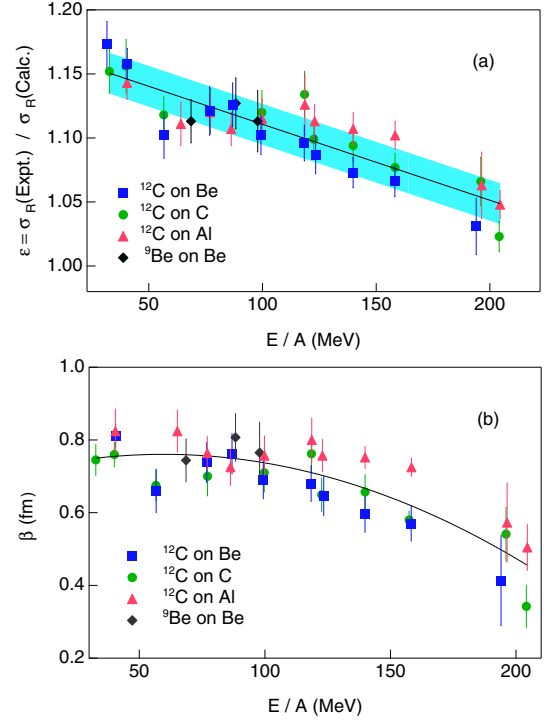 ε = σ R(Expt.) / σ R(Calc.)
1.20
1.15
1.10
1.05
1.00
(a)
¹²C on Be
¹²C on C
¹²C on Al
⁹Be on Be
50
100
150
200
E / A (MeV)
β (fm)
1.0
0.8
0.6
0.4
0.2
(b)
¹²C on Be
¹²C on C
¹²C on Al
⁹Be on Be
50
100
150
200
E / A (MeV)